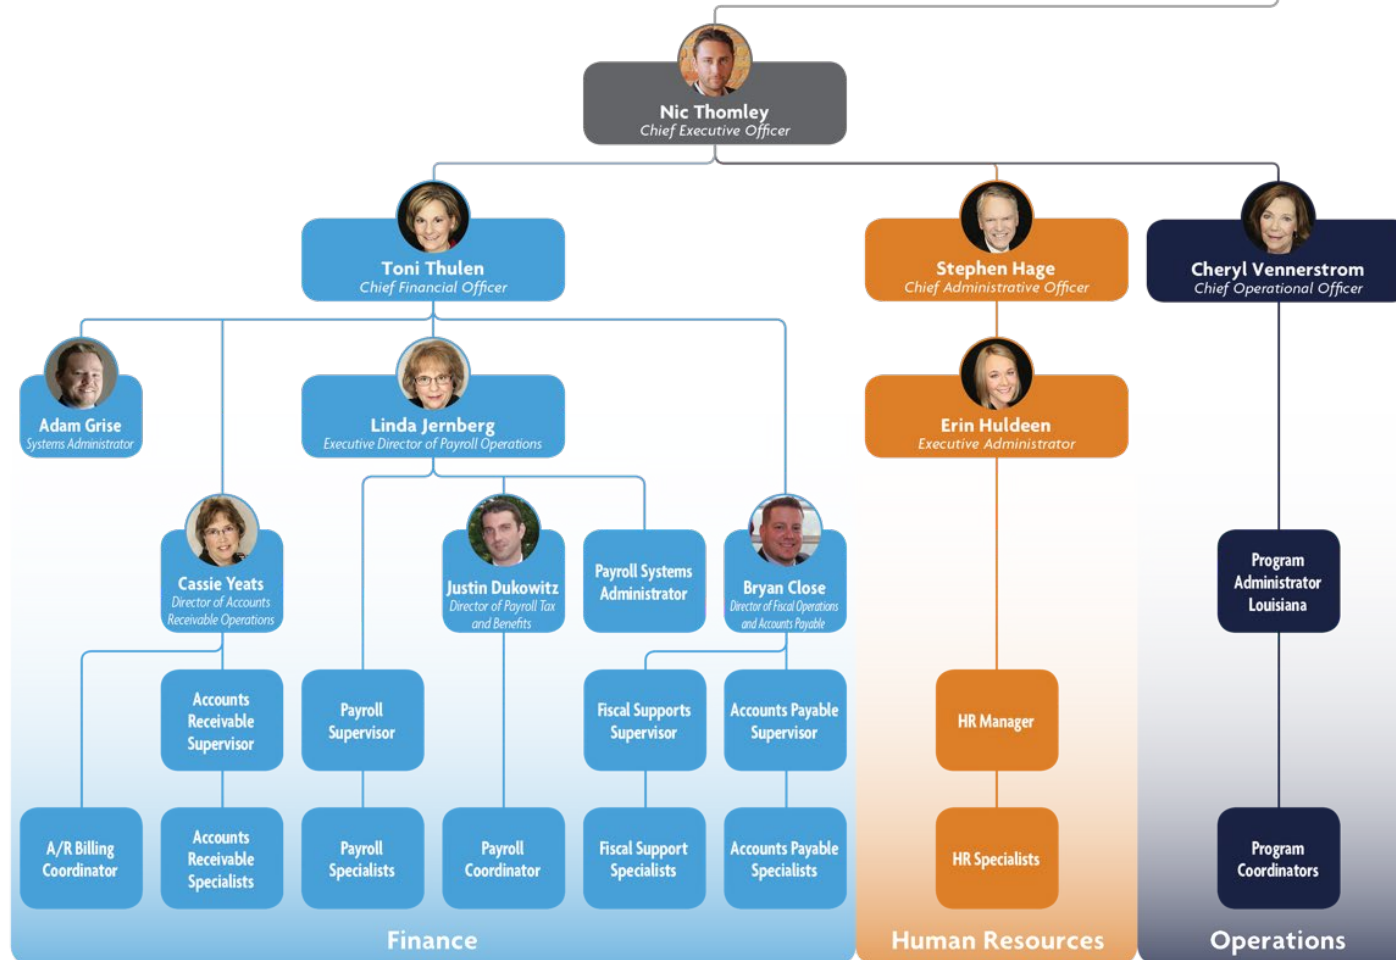 Nic Thomley
Chief Executive Officer
Toni Thulen
Chief Financial Officer
Stephen Hage
Chief Administrative Officer
Cheryl Vennerstrom
Chief Operational Officer
Adam Grise
Systems Administrator
Linda Jernberg
Executive Director of Payroll Operations
Erin Huldeen
Executive Administrator
Cassie Yeats
Director of Accounts
Receivable Operations
Justin Dukowitz
Director of Payroll Tax
and Benefits
Payroll Systems
Administrator
Bryan Close
Director of Fiscal Operations
and Accounts Payable
Program
Administrator
Louisiana
Accounts
Receivable
Supervisor
Payroll
Supervisor
Fiscal Supports
Supervisor
Accounts Payable
Supervisor
HR Manager
A/R Billing
Coordinator
Accounts
Receivable
Specialists
Payroll
Specialists
Payroll
Coordinator
Fiscal Support
Specialists
Accounts Payable
Specialists
HR Specialists
Program
Coordinators
Finance
Human Resources
Operations